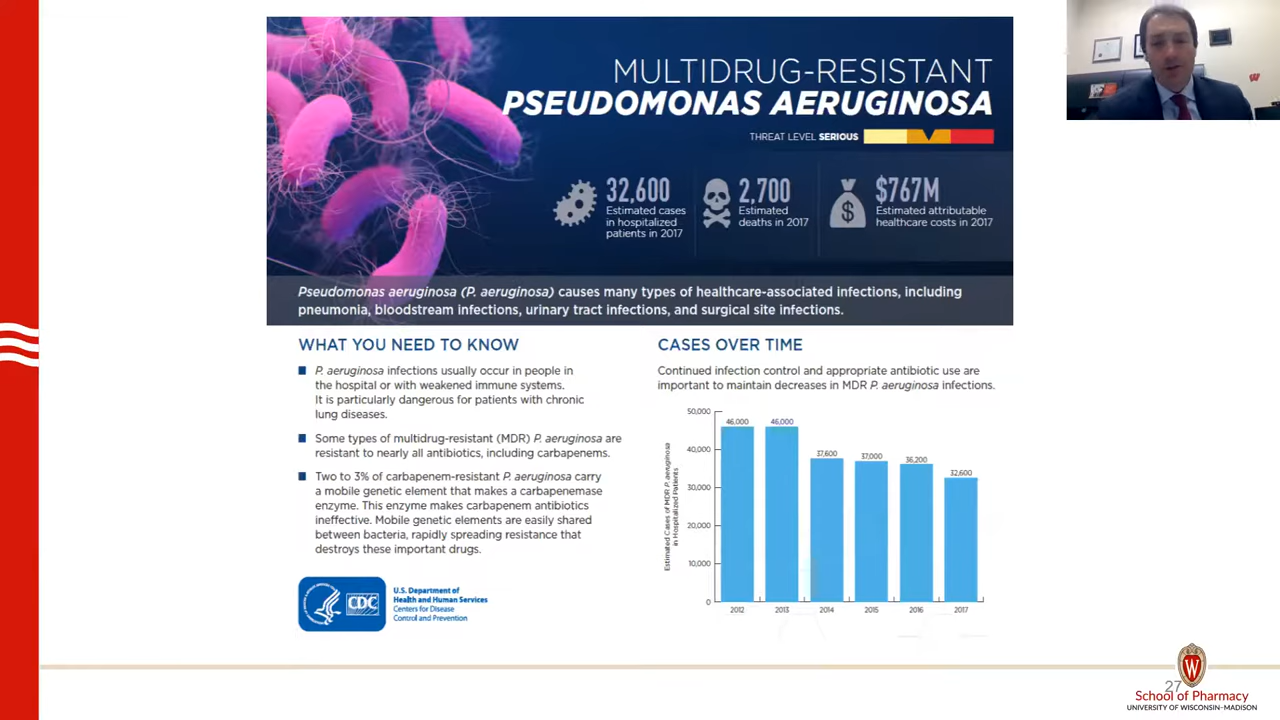 MULTIDRUG-RESISTANT
PSEUDOMONAS AERUGINOSA
THREAT LEVEL SERIOUS
32,600
Estimated cases
in hospitalized
patients in 2017
2,700
Estimated
deaths in 2017
$767M
Estimated attributable
healthcare costs in 2017
Pseudomonas aeruginosa (P. aeruginosa) causes many types of healthcare-associated infections, including
pneumonia, bloodstream infections, urinary tract infections, and surgical site infections.
WHAT YOU NEED TO KNOW
P. aeruginosa infections usually occur in people in
the hospital or with weakened immune systems.
It is particularly dangerous for patients with chronic
lung diseases.
Some types of multidrug-resistant (MDR) P. aeruginosa are
resistant to nearly all antibiotics, including carbapenems.
Two to 3% of carbapenem-resistant P. aeruginosa carry
a mobile genetic element that makes a carbapenemase
enzyme. This enzyme makes carbapenem antibiotics
ineffective. Mobile genetic elements are easily shared
between bacteria, rapidly spreading resistance that
destroys these important drugs.
CDC
U.S. Department of
Health and Human Services
Centers for Disease
Control and Prevention
CASES OVER TIME
Continued infection control and appropriate antibiotic use are
important to maintain decreases in MDR P. aeruginosa infections.
Estimated Cases of MDR P. aeruginosa
in Hospitalized Patients
50,000
40,000
30,000
20,000
10,000
0
46,000
46,000
37,600
37,000
36,200
32,600
2012
2013
2014
2015
2016
2017
27
W
School of Pharmacy
UNIVERSITY OF WISCONSIN-MADISON